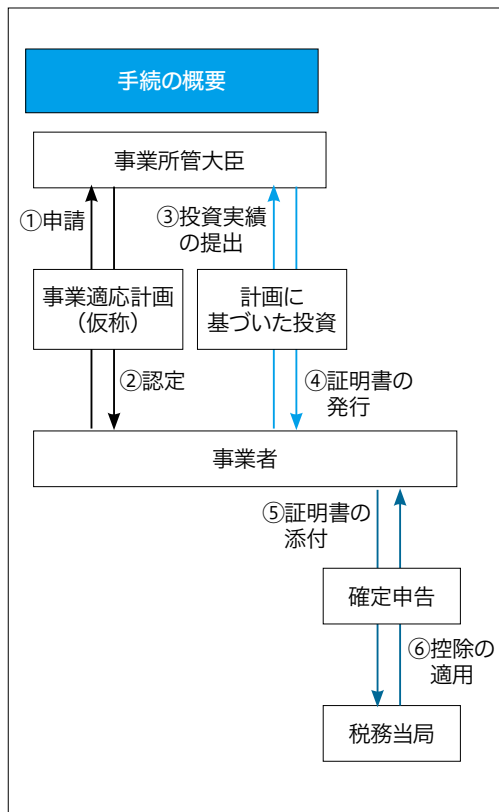 手続の概要
事業所管大臣
①申請
③投資実績
の提出
事業適応計画
（仮称）
計画に
基づいた投資
②認定
④証明書の
発行
事業者
⑤証明書の
添付
確定申告
⑥控除の
適用
税務当局